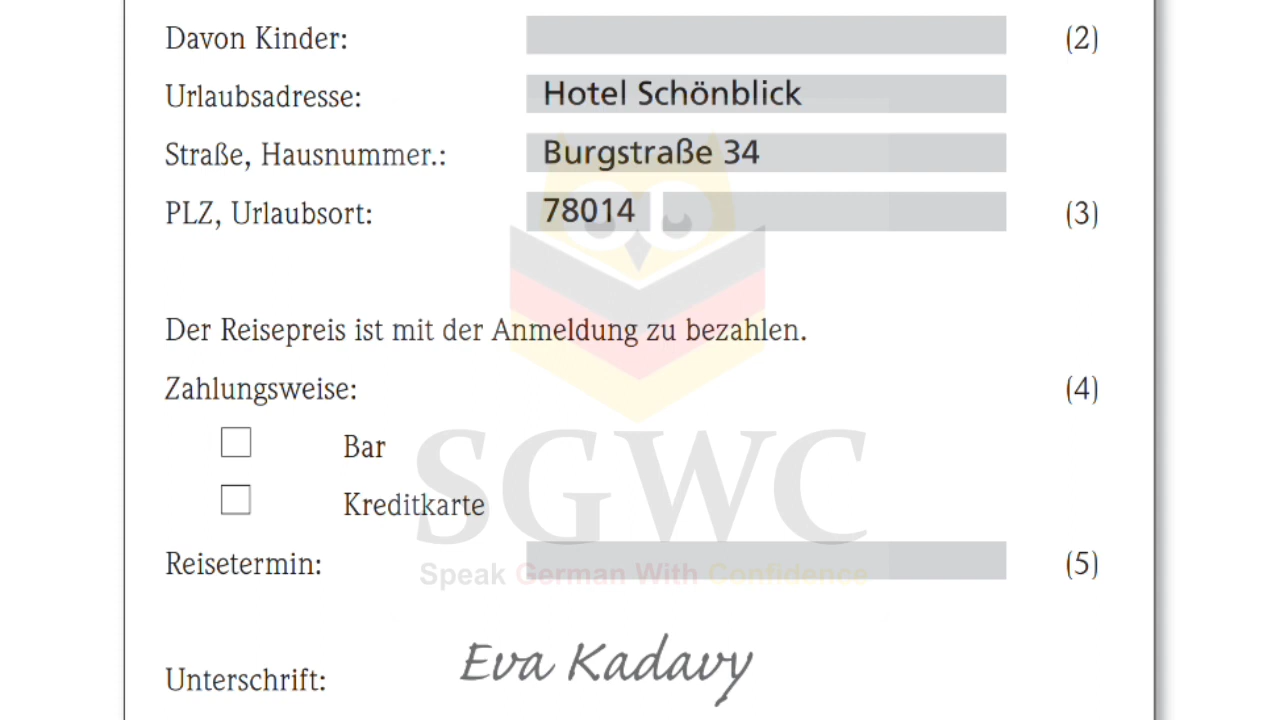 Davon Kinder: (2)
Urlaubsadresse: Hotel Schönblick
Straße, Hausnummer.: Burgstraße 34
PLZ, Urlaubsort: 78014 (3)
Der Reisepreis ist mit der Anmeldung zu bezahlen.
Zahlungsweise: (4)
Bar
Kreditkarte
SGWC
Reisetermin: (5)
Speak German With Confidence
Unterschrift: Eva Kadavy